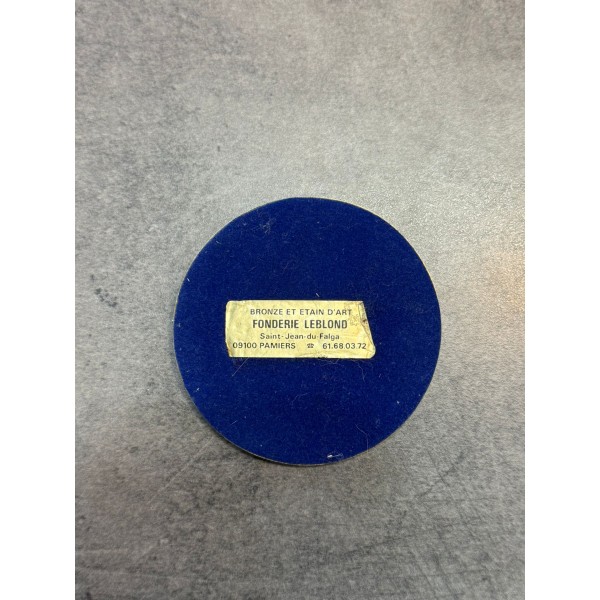 BRONZE ET ETAIN D'ART
FONDERIE LEBLOND
Saint-Jean-du-Falga
09100 PAMIERS ☎ 61.68.03.72